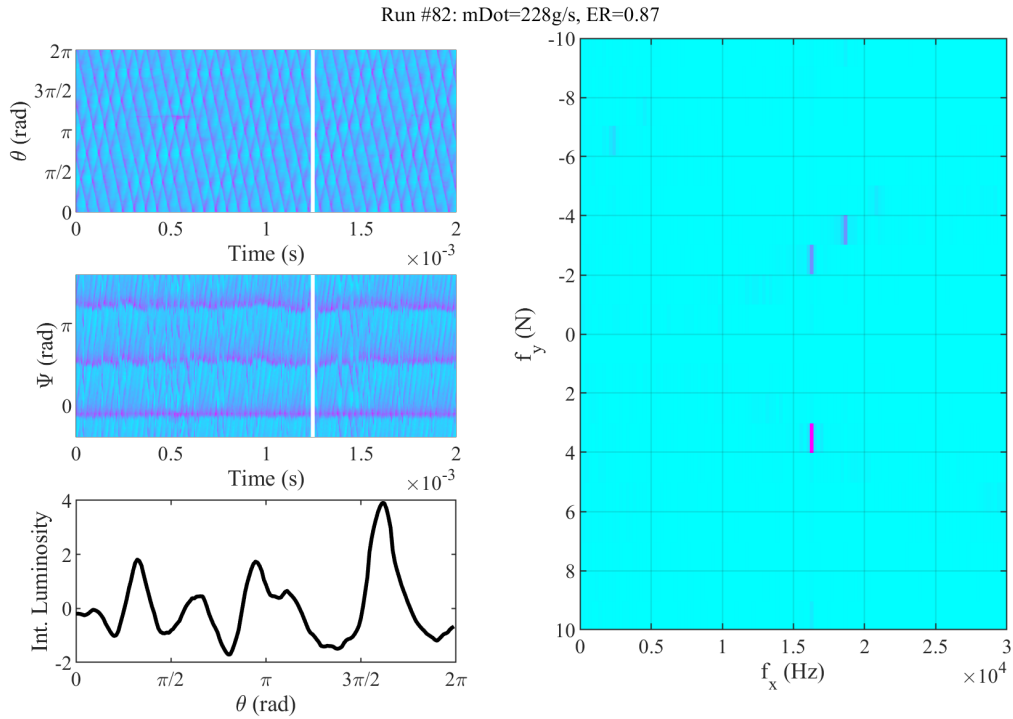 Run #82: mDot=228g/s, ER=0.87
2π
3π/2
π
π/2
0
θ (rad)
0 0.5 1 1.5 2
Time (s)
×10-3
π
0
Ψ (rad)
0 0.5 1 1.5 2
Time (s)
×10-3
4
2
0
-2
Int. Luminosity
0 π/2 π 3π/2 2π
θ (rad)
-10
-8
-6
-4
-2
0
2
4
6
8
10
fy (N)
0 0.5 1 1.5 2 2.5 3
fx (Hz)
×104